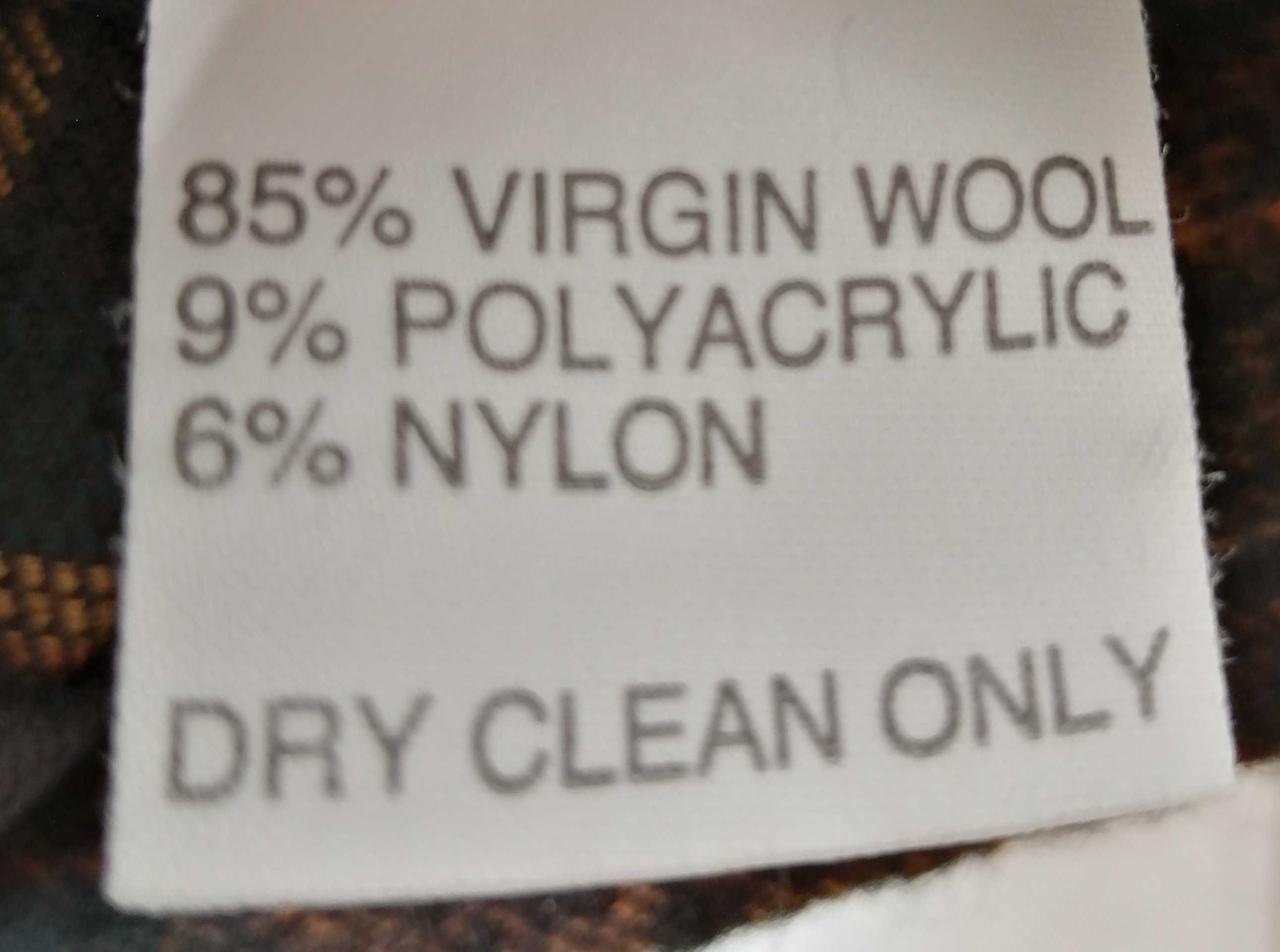 85% VIRGIN WOOL
9% POLYACRYLIC
6% NYLON
DRY CLEAN ONLY